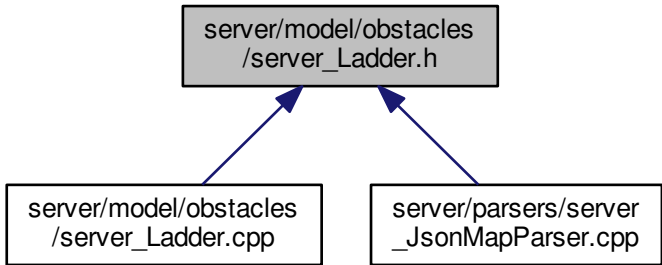 server/model/obstacles
/server_Ladder.h
server/model/obstacles
/server_Ladder.cpp
server/parsers/server
_JsonMapParser.cpp